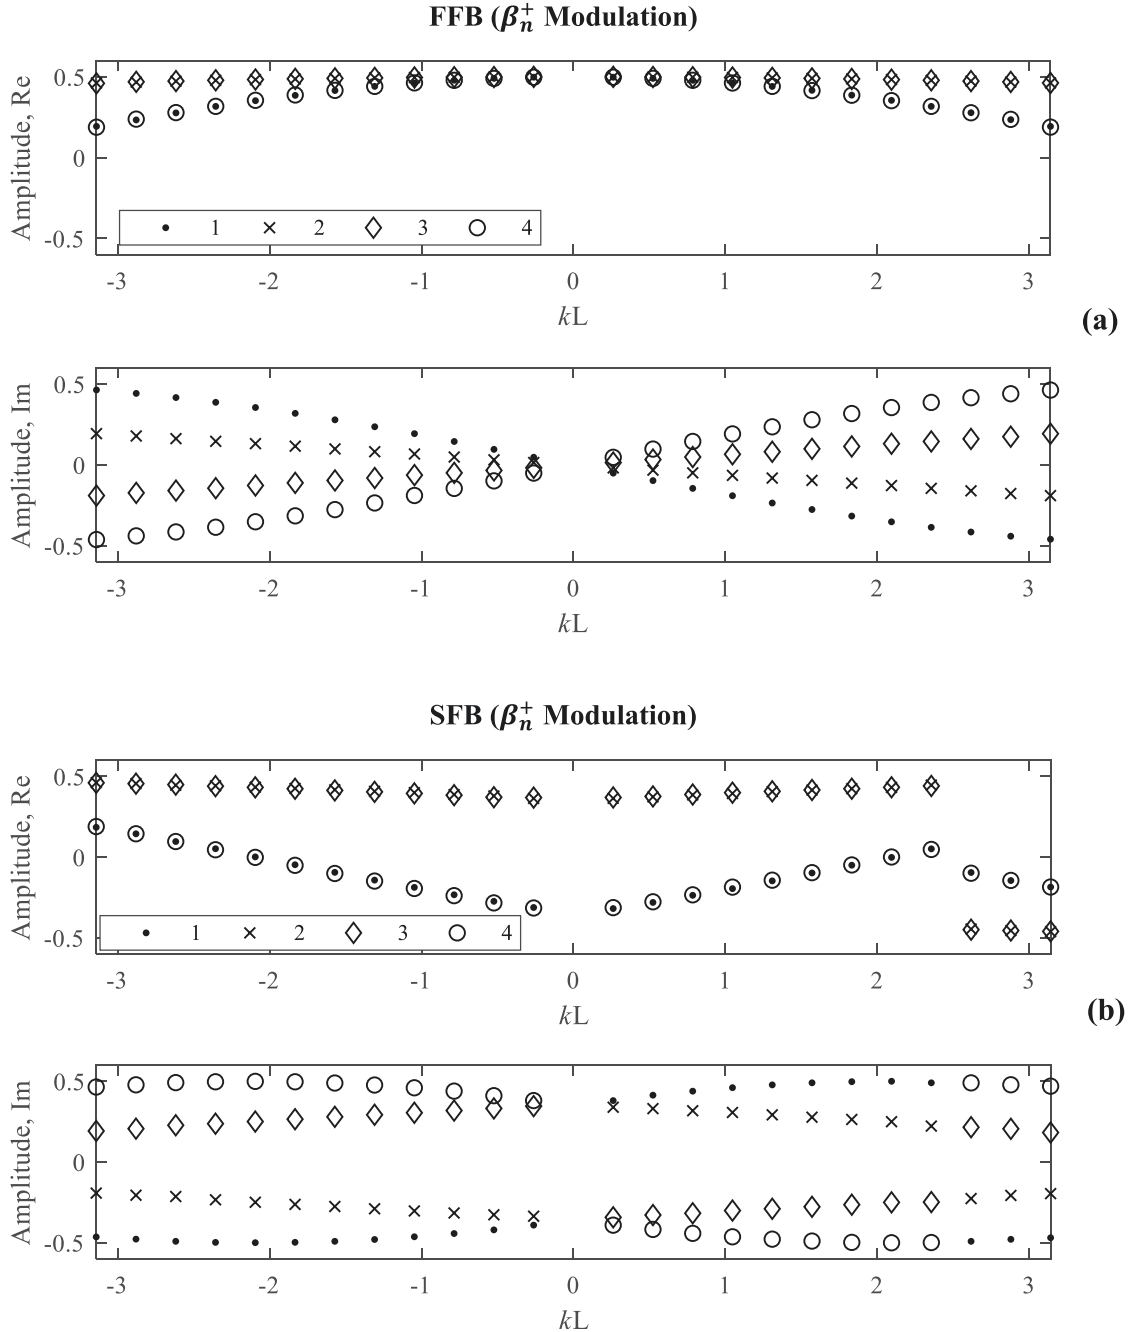 FFB (βₙ⁺ Modulation)
Amplitude, Re
0.5
0
-0.5
1 2 3 4
-3 -2 -1 0 1 2 3
kL
(a)
Amplitude, Im
0.5
0
-0.5
-3 -2 -1 0 1 2 3
kL
SFB (βₙ⁺ Modulation)
Amplitude, Re
0.5
0
-0.5
1 2 3 4
-3 -2 -1 0 1 2 3
kL
(b)
Amplitude, Im
0.5
0
-0.5
-3 -2 -1 0 1 2 3
kL